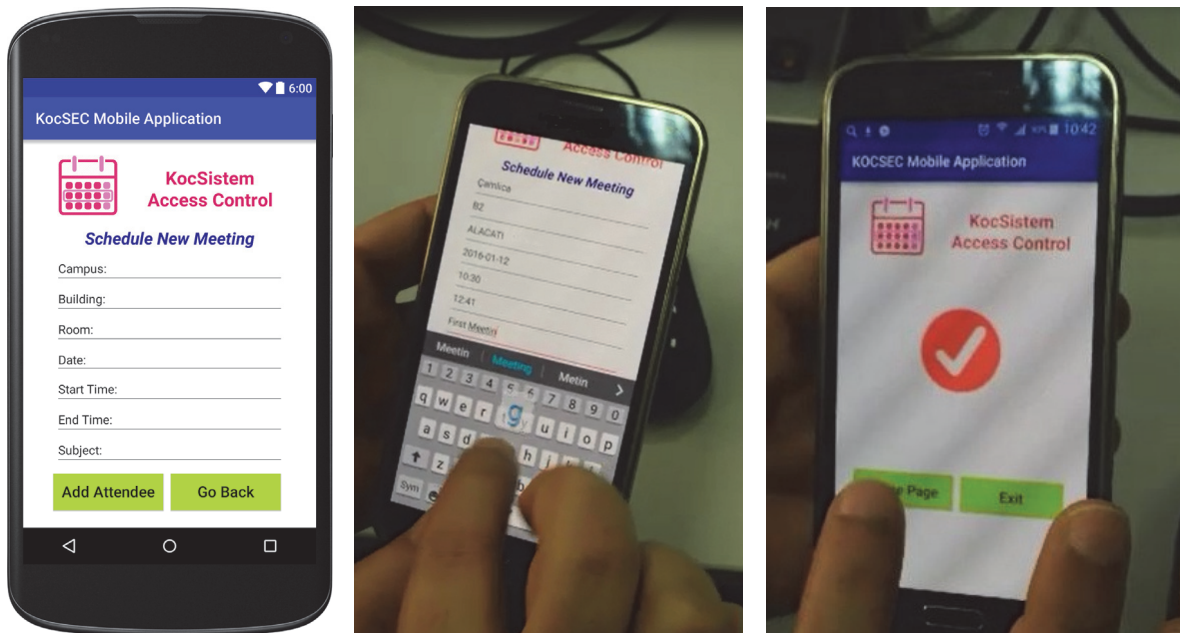 6:00
KocSEC Mobile Application
KocSistem
Access Control
Schedule New Meeting
Campus:
Building:
Room:
Date:
Start Time:
End Time:
Subject:
Add Attendee
Go Back
Access Control
Schedule New Meeting
Çamlıca
B2
ALACATI
2016-01-12
10:30
12:41
First Meetin
Meetin
Meeting
Metin
1 2 3 4 5 6 7 8 9 0
q w e r y u i o p
g
a s d h j
z b
Sym
10:42
KOCSEC Mobile Application
KocSistem
Access Control
Page
Exit